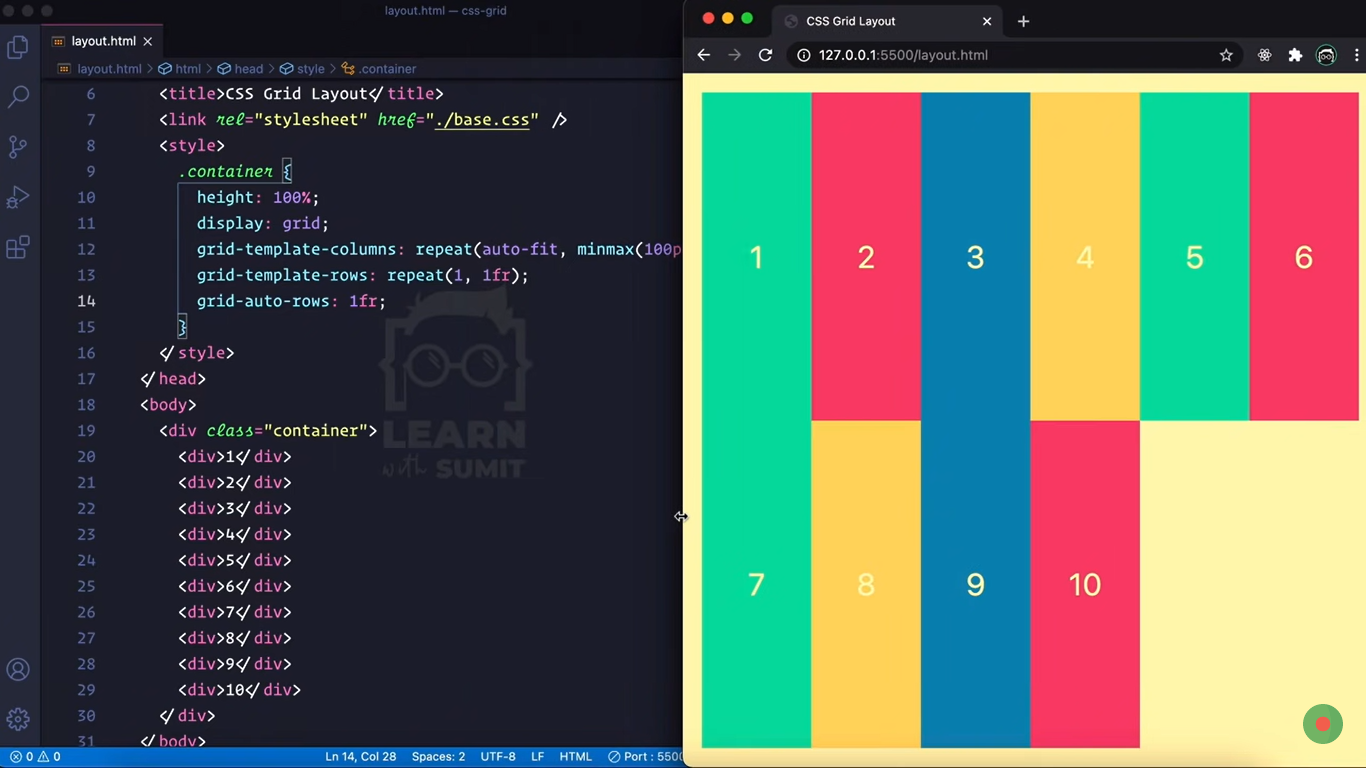 layout.html — css-grid
layout.html
layout.html > html > head > style > .container
6 <title>CSS Grid Layout</title>
7 <link rel="stylesheet" href="./base.css" />
8 <style>
9 .container {
10 height: 100%;
11 display: grid;
12 grid-template-columns: repeat(auto-fit, minmax(100p
13 grid-template-rows: repeat(1, 1fr);
14 grid-auto-rows: 1fr;
15 }
16 </style>
17 </head>
18 <body>
19 <div class="container">
20 <div>1</div>
21 <div>2</div>
22 <div>3</div>
23 <div>4</div>
24 <div>5</div>
25 <div>6</div>
26 <div>7</div>
27 <div>8</div>
28 <div>9</div>
29 <div>10</div>
30 </div>
31 </body>
LEARN
with SUMIT
0 0 Ln 14, Col 28 Spaces: 2 UTF-8 LF HTML Port : 5500
CSS Grid Layout
127.0.0.1:5500/layout.html
1 2 3 4 5 6
7 8 9 10